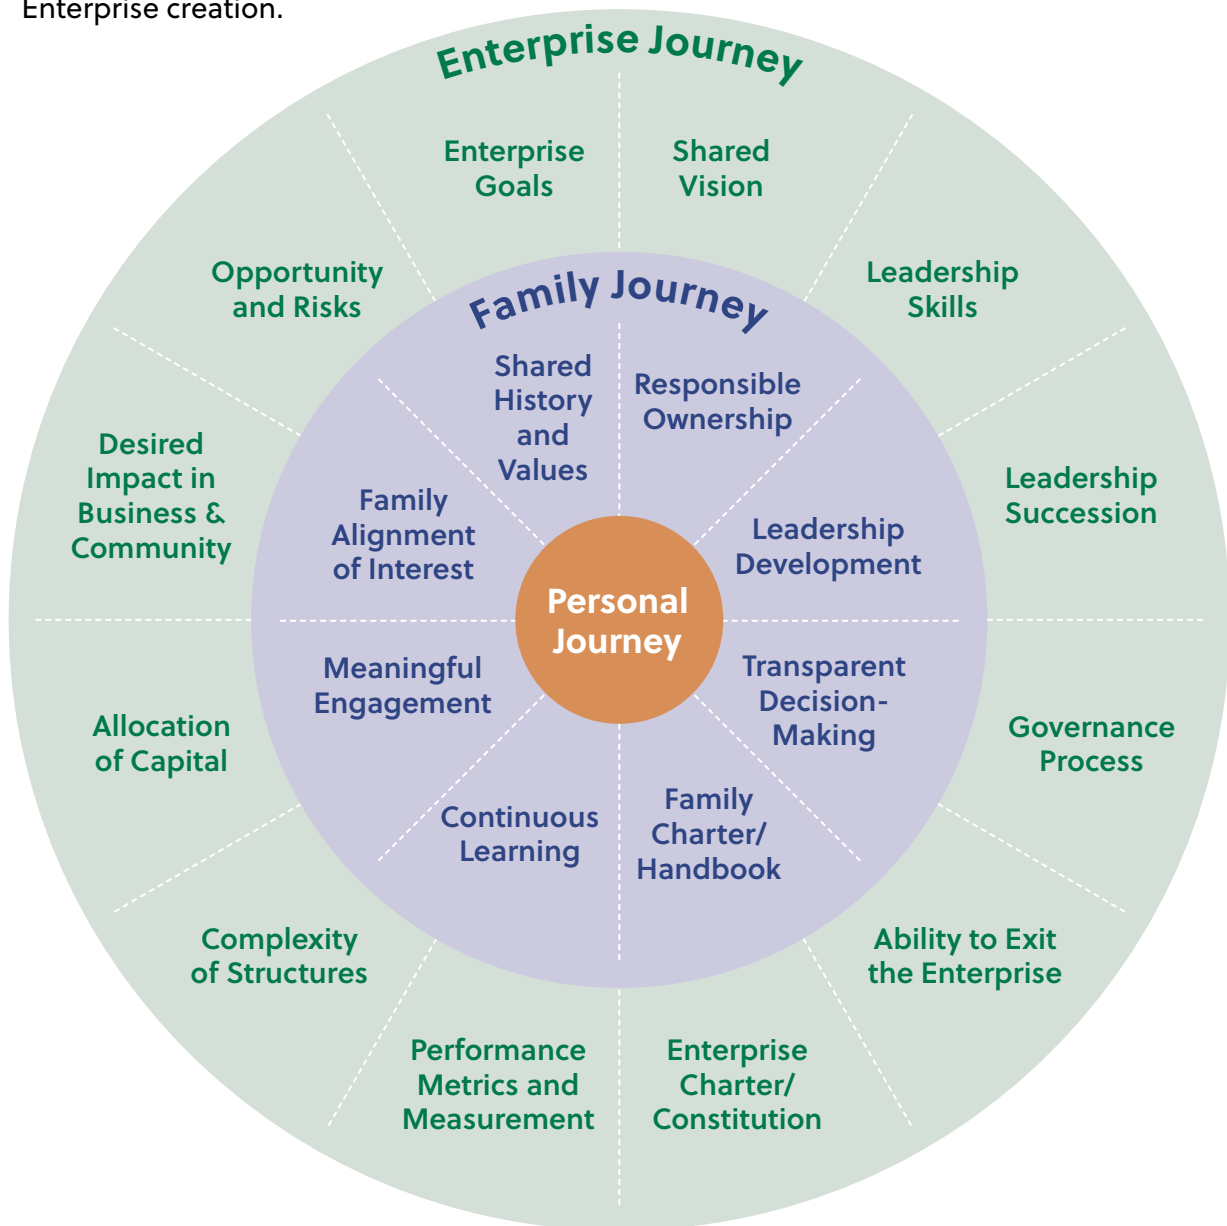 Enterprise creation.
Enterprise Journey
Enterprise
Goals
Shared
Vision
Leadership
Skills
Leadership
Succession
Governance
Process
Ability to Exit
the Enterprise
Enterprise
Charter/
Constitution
Performance
Metrics and
Measurement
Complexity
of Structures
Allocation
of Capital
Desired
Impact in
Business &
Community
Opportunity
and Risks
Family Journey
Shared
History
and
Values
Responsible
Ownership
Leadership
Development
Transparent
Decision-
Making
Family
Charter/
Handbook
Continuous
Learning
Meaningful
Engagement
Family
Alignment
of Interest
Personal
Journey